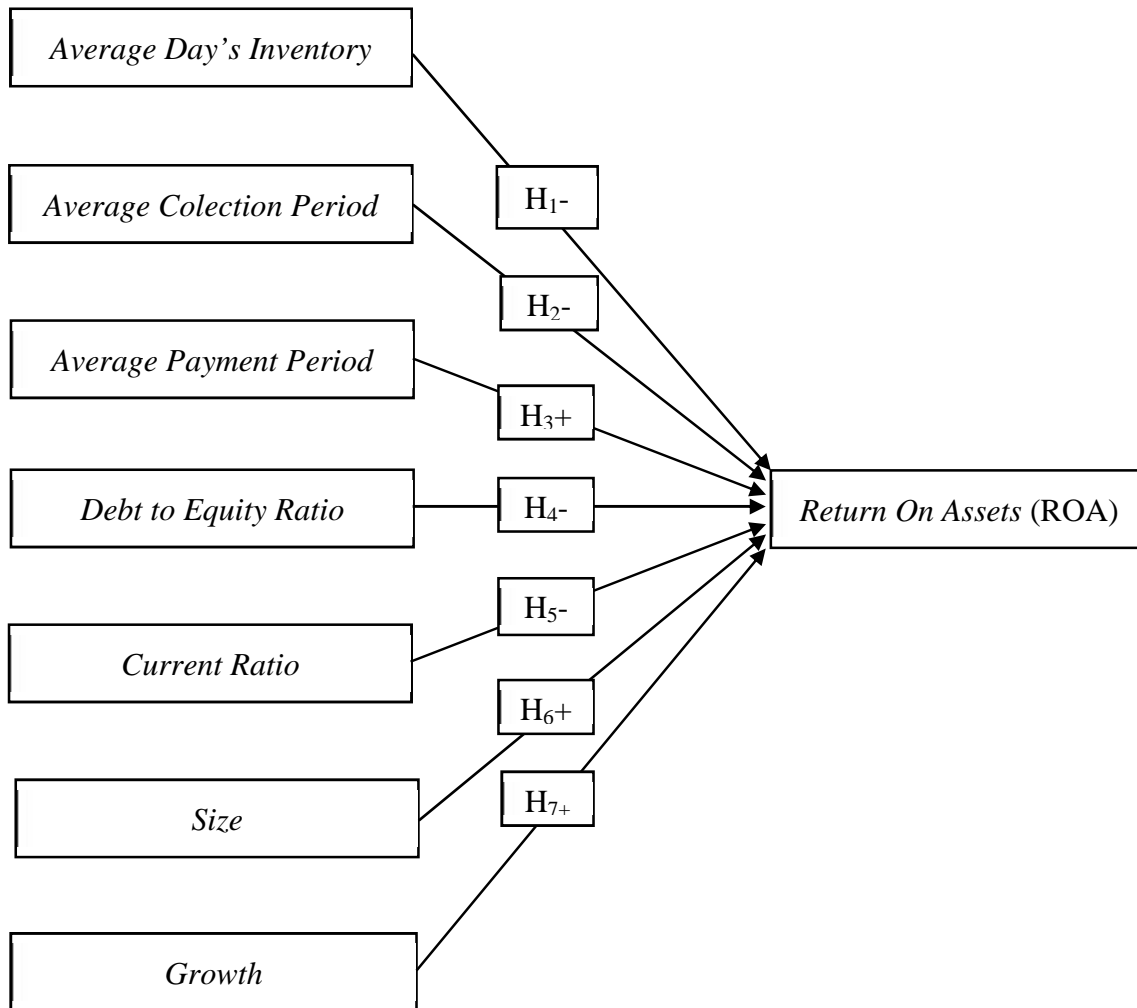 Average Day’s Inventory
H₁-
Average Colection Period
H₂-
Average Payment Period
H₃+
Debt to Equity Ratio
H₄-
Return On Assets (ROA)
H₅-
Current Ratio
H₆+
Size
H₇₊
Growth